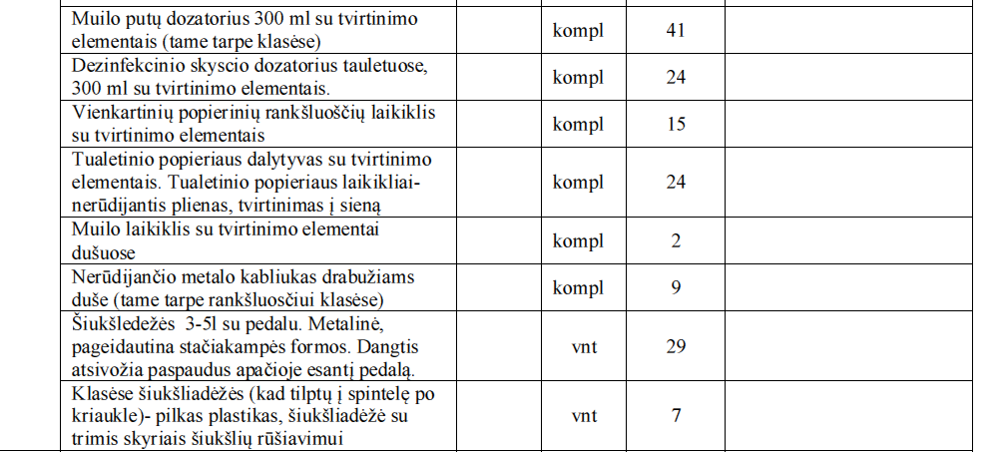 Muilo putų dozatorius 300 ml su tvirtinimo
elementais (tame tarpe klasėse)
kompl
41
Dezinfekcinio skyscio dozatorius tauletuose,
300 ml su tvirtinimo elementais.
kompl
24
Vienkartinių popierinių rankšluoščių laikiklis
su tvirtinimo elementais
kompl
15
Tualetinio popieriaus dalytyvas su tvirtinimo
elementais. Tualetinio popieriaus laikikliai-
nerūdijantis plienas, tvirtinimas į sieną
kompl
24
Muilo laikiklis su tvirtinimo elementai
dušuose
kompl
2
Nerūdijančio metalo kabliukas drabužiams
duše (tame tarpe rankšluosčiui klasėse)
kompl
9
Šiukšledežės  3-5l su pedalu. Metalinė,
pageidautina stačiakampės formos. Dangtis
atsivožia paspaudus apačioje esantį pedalą.
vnt
29
Klasėse šiukšliadėžės (kad tilptų į spintelę po
kriaukle)- pilkas plastikas, šiukšliadėžė su
trimis skyriais šiukšlių rūšiavimui
vnt
7